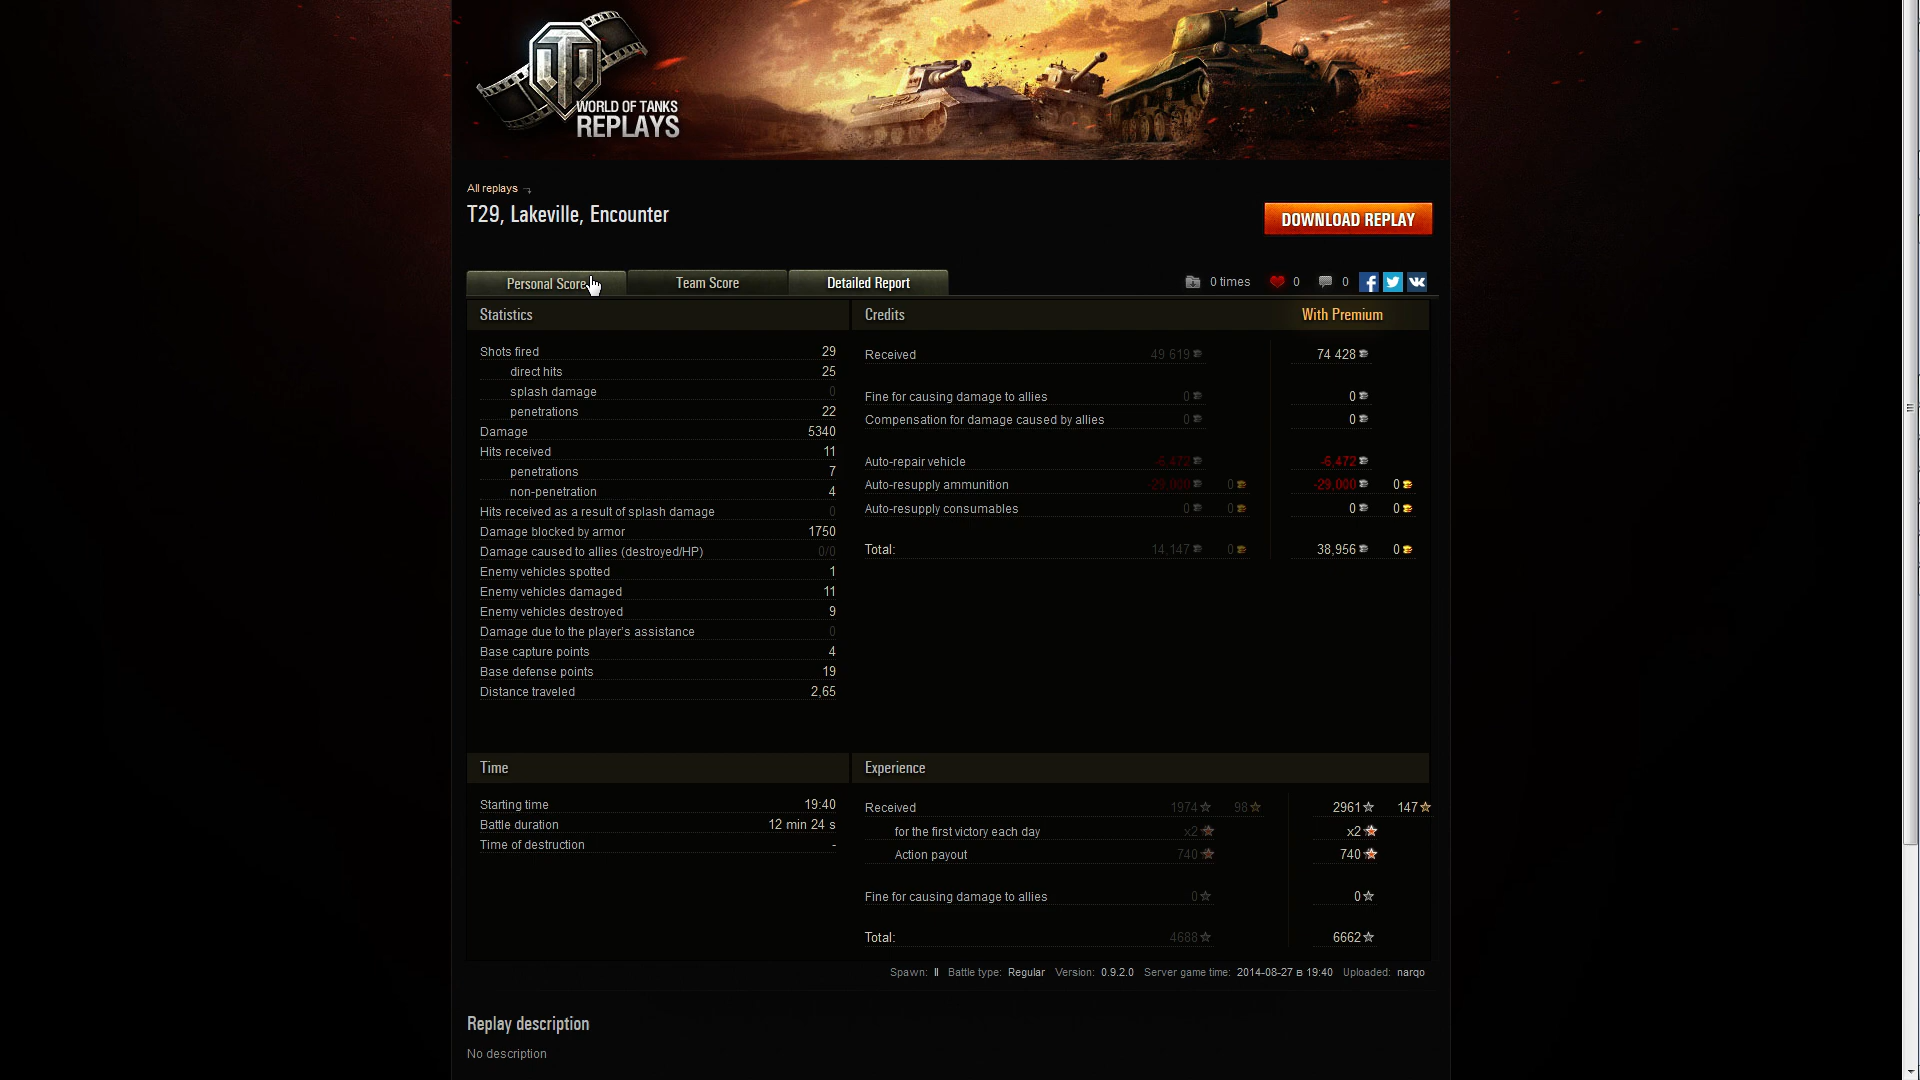 WORLD OF TANKS
REPLAYS
All replays
T29, Lakeville, Encounter
DOWNLOAD REPLAY
Personal Score Team Score Detailed Report 0 times 0 0
Statistics
Shots fired 29
direct hits 25
splash damage 0
penetrations 22
Damage 5340
Hits received 11
penetrations 7
non-penetration 4
Hits received as a result of splash damage 0
Damage blocked by armor 1750
Damage caused to allies (destroyed/HP) 0/0
Enemy vehicles spotted 1
Enemy vehicles damaged 11
Enemy vehicles destroyed 9
Damage due to the player's assistance 0
Base capture points 4
Base defense points 19
Distance traveled 2,65
Credits With Premium
Received 49 619 74 428
Fine for causing damage to allies 0 0
Compensation for damage caused by allies 0 0
Auto-repair vehicle -6,472 -6,472
Auto-resupply ammunition -29,000 0 -29,000 0
Auto-resupply consumables 0 0 0 0
Total: 14,147 0 38,956 0
Time
Starting time 19:40
Battle duration 12 min 24 s
Time of destruction -
Experience
Received 1974 98 2961 147
for the first victory each day x2 x2
Action payout 740 740
Fine for causing damage to allies 0 0
Total: 4688 6662
Spawn: II Battle type: Regular Version: 0.9.2.0 Server game time: 2014-08-27 в 19:40 Uploaded: narqo
Replay description
No description